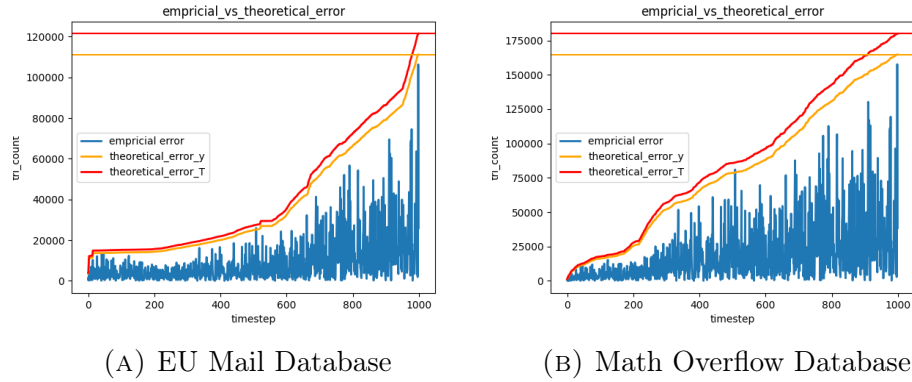 empricial_vs_theoretical_error
120000
100000
80000
60000
40000
20000
0
tri_count
empricial error
theoretical_error_y
theoretical_error_T
0 200 400 600 800 1000
timestep
(A) EU Mail Database
empricial_vs_theoretical_error
175000
150000
125000
100000
75000
50000
25000
0
tri_count
empricial error
theoretical_error_y
theoretical_error_T
0 200 400 600 800 1000
timestep
(B) Math Overflow Database